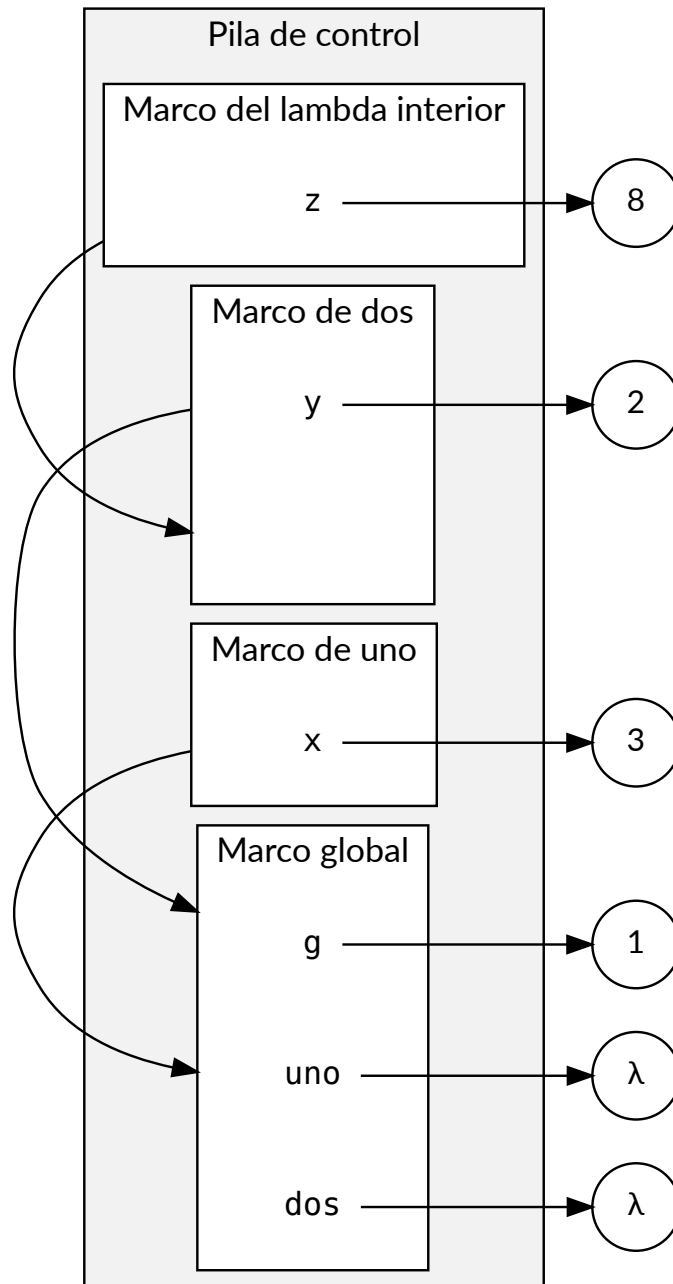 Pila de control
Marco del lambda interior
z 8
Marco de dos
y 2
Marco de uno
x 3
Marco global
g 1
uno λ
dos λ